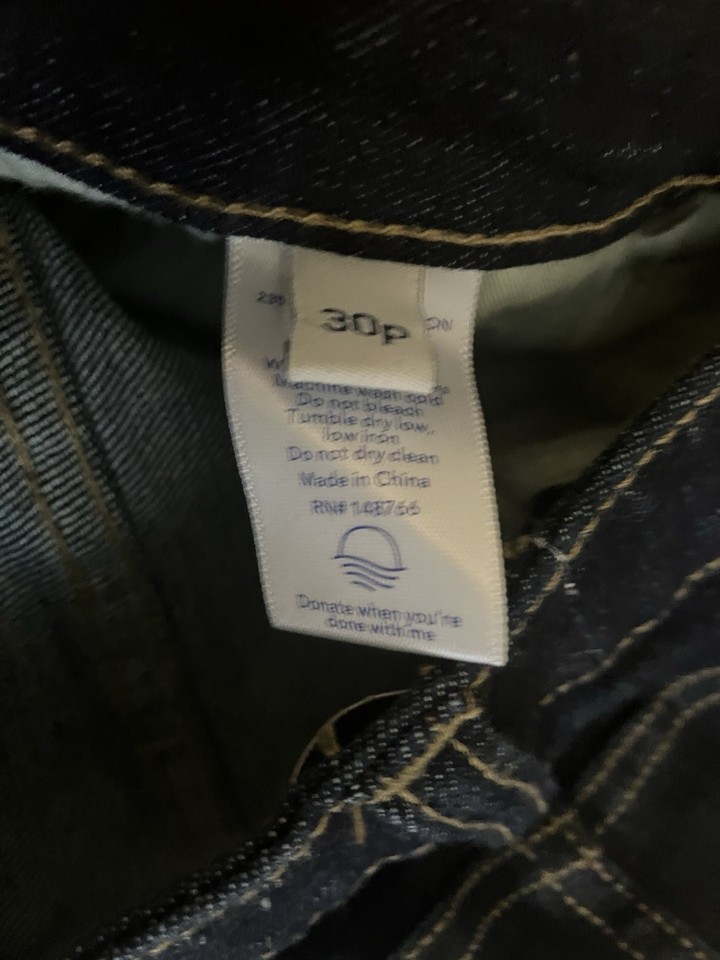 30P
Machine wash cold
Do not bleach
Tumble dry low,
low iron
Do not dry clean
Made in China
RN# 148766
Donate when you're
done with me